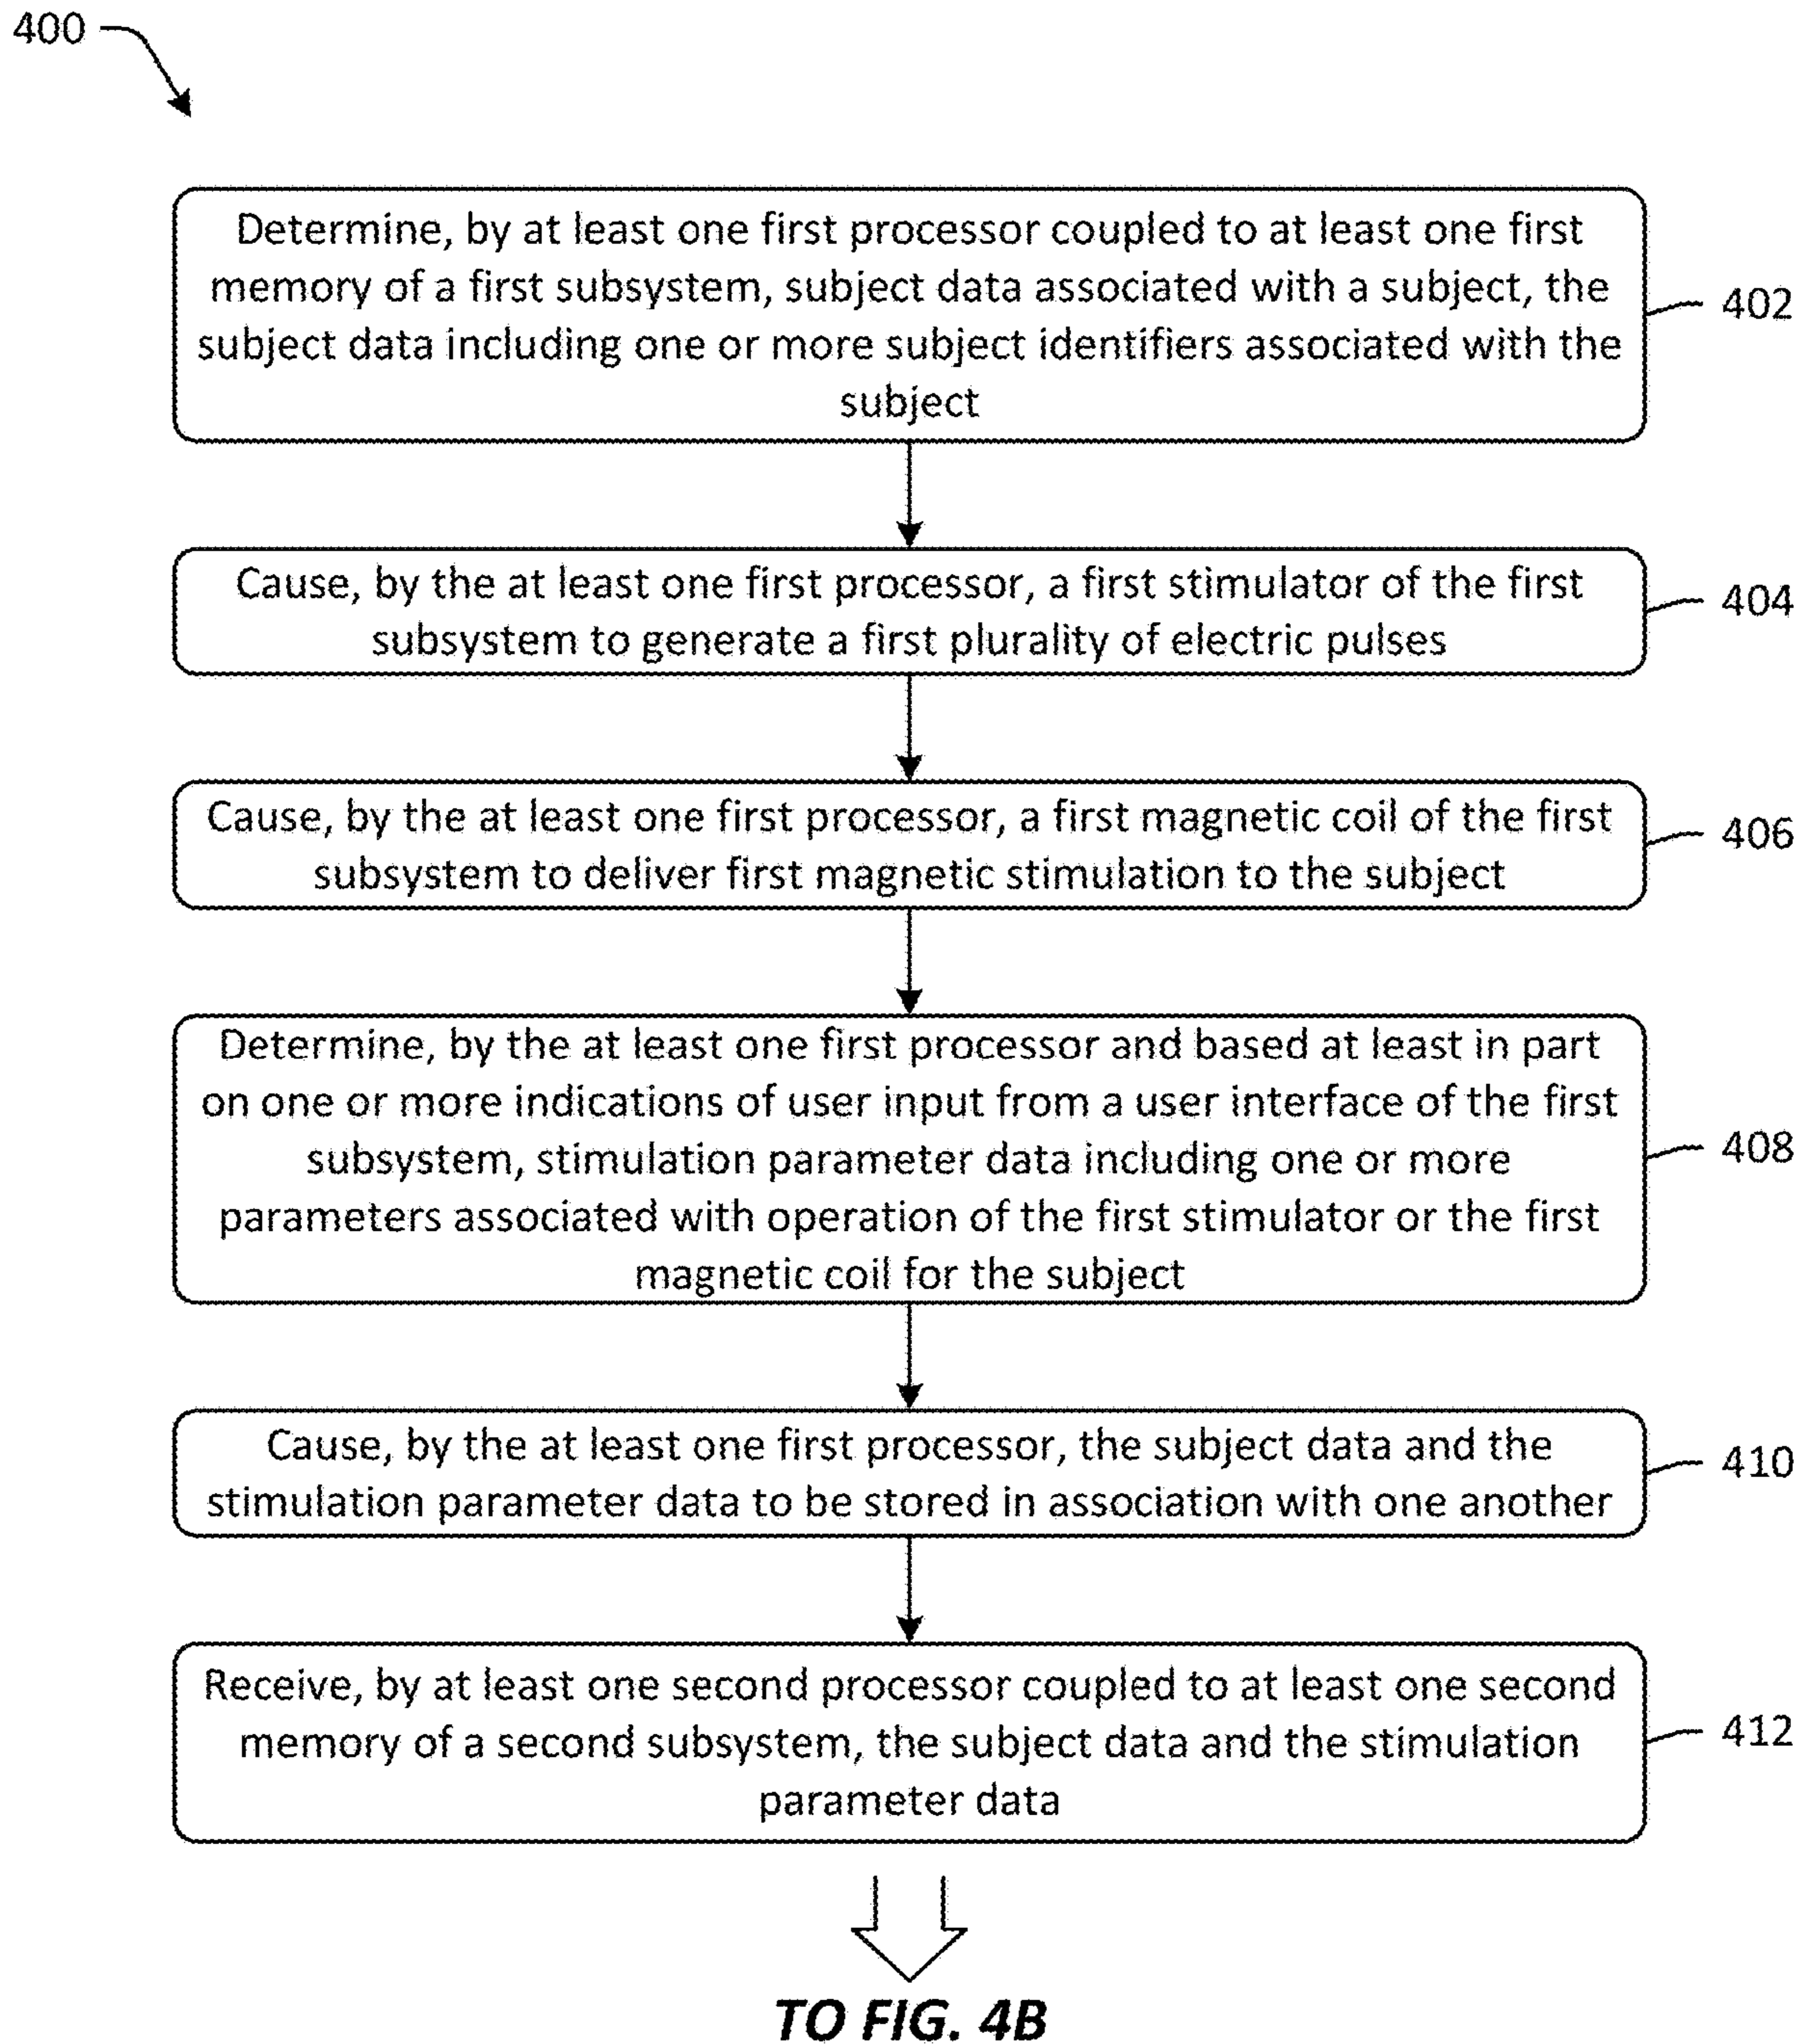 400
Determine, by at least one first processor coupled to at least one first
memory of a first subsystem, subject data associated with a subject, the
subject data including one or more subject identifiers associated with the
subject
402
Cause, by the at least one first processor, a first stimulator of the first
subsystem to generate a first plurality of electric pulses
404
Cause, by the at least one first processor, a first magnetic coil of the first
subsystem to deliver first magnetic stimulation to the subject
406
Determine, by the at least one first processor and based at least in part
on one or more indications of user input from a user interface of the first
subsystem, stimulation parameter data including one or more
parameters associated with operation of the first stimulator or the first
magnetic coil for the subject
408
Cause, by the at least one first processor, the subject data and the
stimulation parameter data to be stored in association with one another
410
Receive, by at least one second processor coupled to at least one second
memory of a second subsystem, the subject data and the stimulation
parameter data
412
TO FIG. 4B